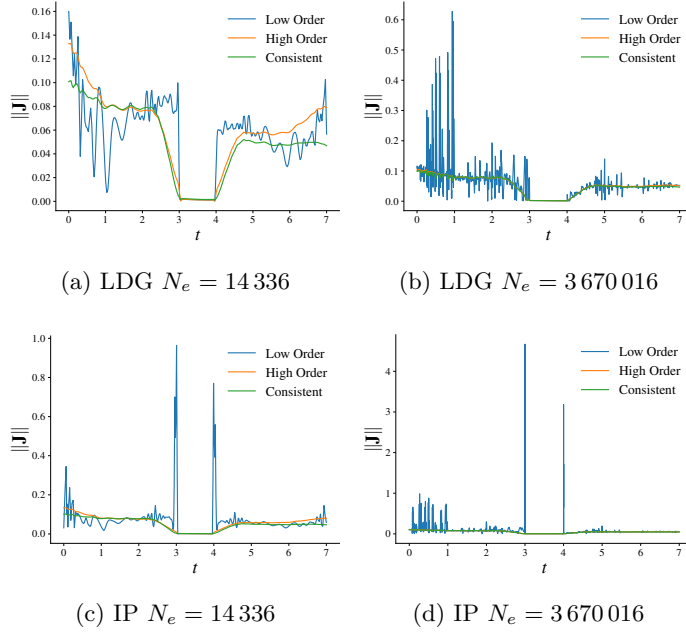 0.16
0.14
0.12
0.10
0.08
0.06
0.04
0.02
0.00
||J||
Low Order
High Order
Consistent
0 1 2 3 4 5 6 7
t
(a) LDG N_e = 14 336
0.6
0.5
0.4
0.3
0.2
0.1
0.0
||J||
Low Order
High Order
Consistent
0 1 2 3 4 5 6 7
t
(b) LDG N_e = 3 670 016
1.0
0.8
0.6
0.4
0.2
0.0
||J||
Low Order
High Order
Consistent
0 1 2 3 4 5 6 7
t
(c) IP N_e = 14 336
4
3
2
1
0
||J||
Low Order
High Order
Consistent
0 1 2 3 4 5 6 7
t
(d) IP N_e = 3 670 016